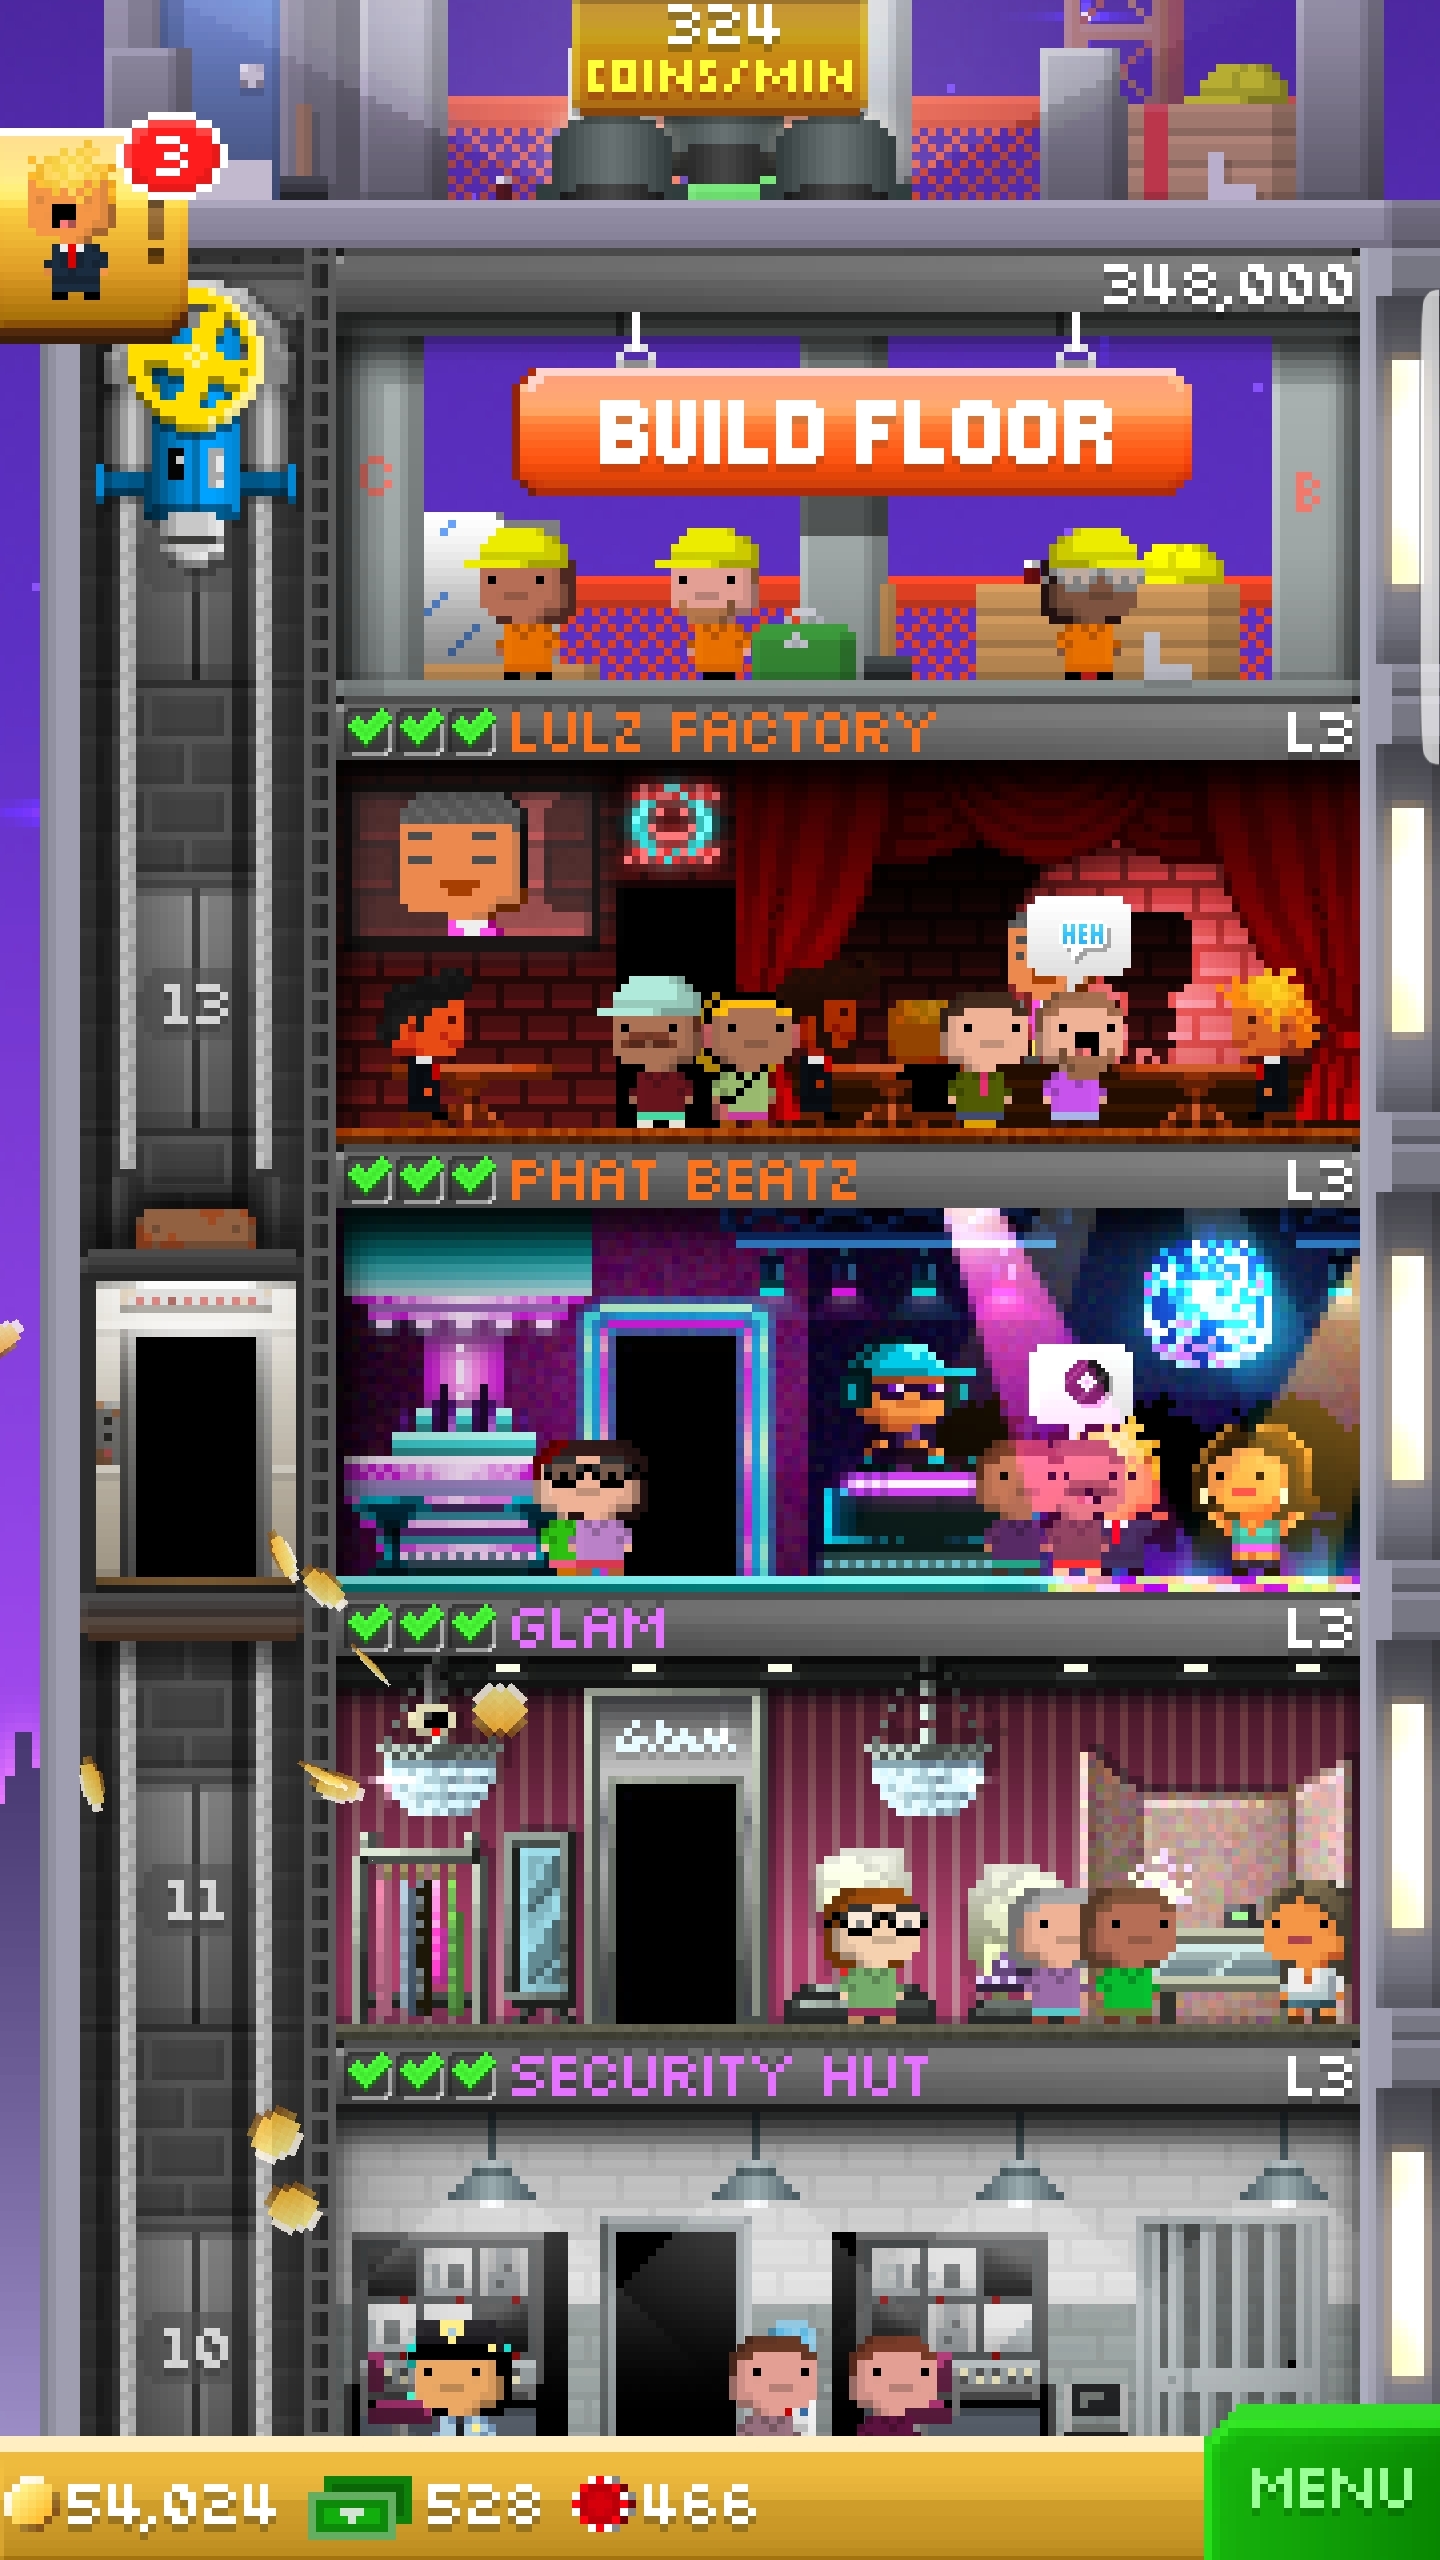 324
COINS/MIN
3
!
348,000
BUILD FLOOR
C
B
LULZ FACTORY L3
HEH
13
PHAT BEATZ L3
GLAM L3
Glam
11
SECURITY HUT L3
10
54,024 528 466
MENU